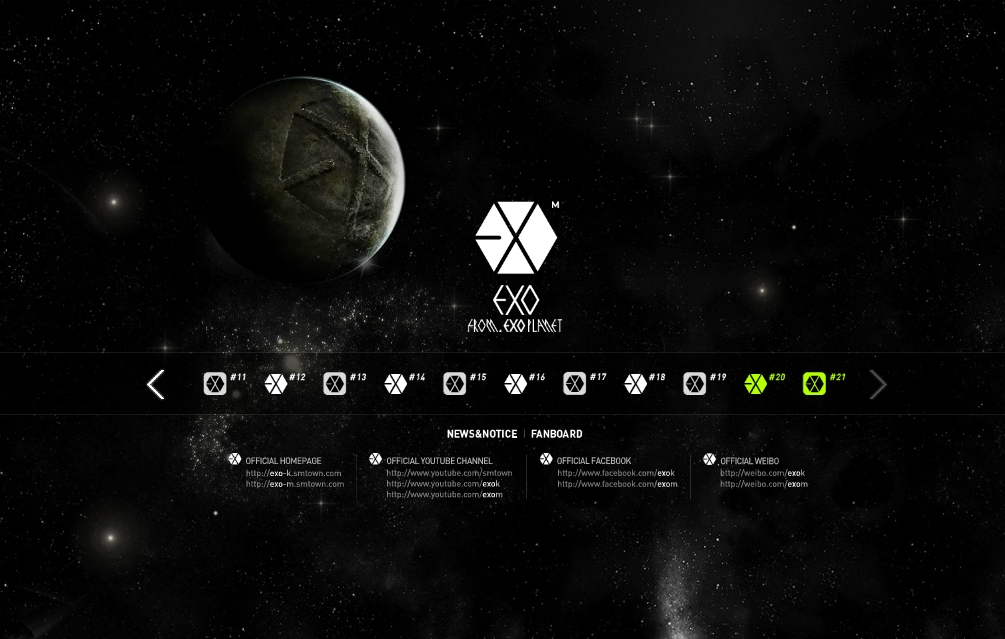 M
EXO
FROM. EXO PLANET
#11 #12 #13 #14 #15 #16 #17 #18 #19 #20 #21
NEWS&NOTICE | FANBOARD
OFFICIAL HOMEPAGE
http://exo-k.smtown.com
http://exo-m.smtown.com
OFFICIAL YOUTUBE CHANNEL
http://www.youtube.com/smtown
http://www.youtube.com/exok
http://www.youtube.com/exom
OFFICIAL FACEBOOK
http://www.facebook.com/exok
http://www.facebook.com/exom
OFFICIAL WEIBO
http://weibo.com/exok
http://weibo.com/exom